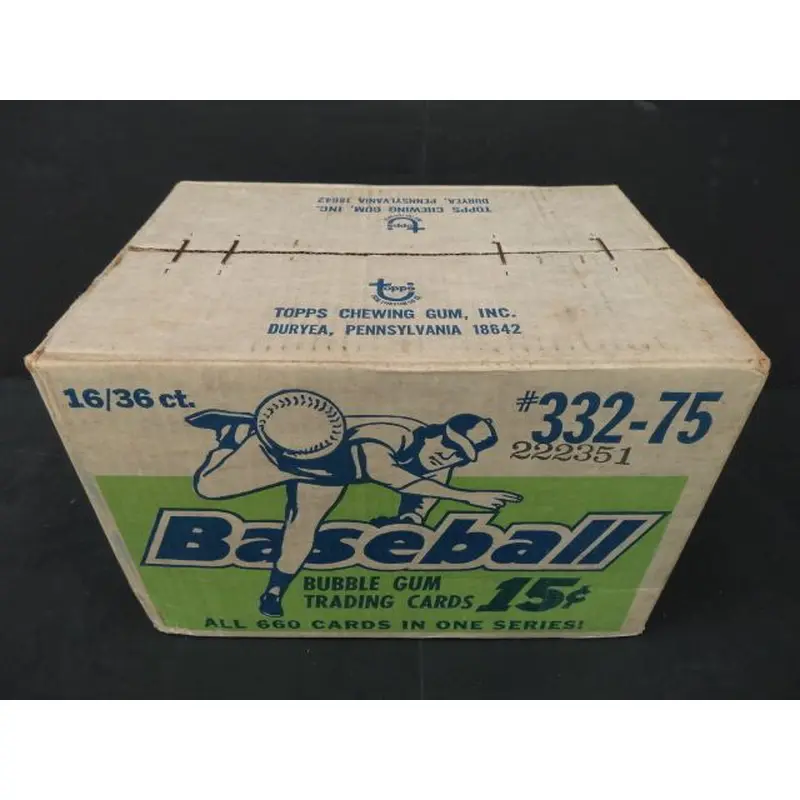 TOPPS CHEWING GUM, INC.
DURYEA, PENNSYLVANIA 18642
topps
topps
TOPPS CHEWING GUM, INC.
DURYEA, PENNSYLVANIA 18642
16/36 ct.
#332-75
222351
Baseball
BUBBLE GUM
TRADING CARDS 15¢
ALL 660 CARDS IN ONE SERIES!